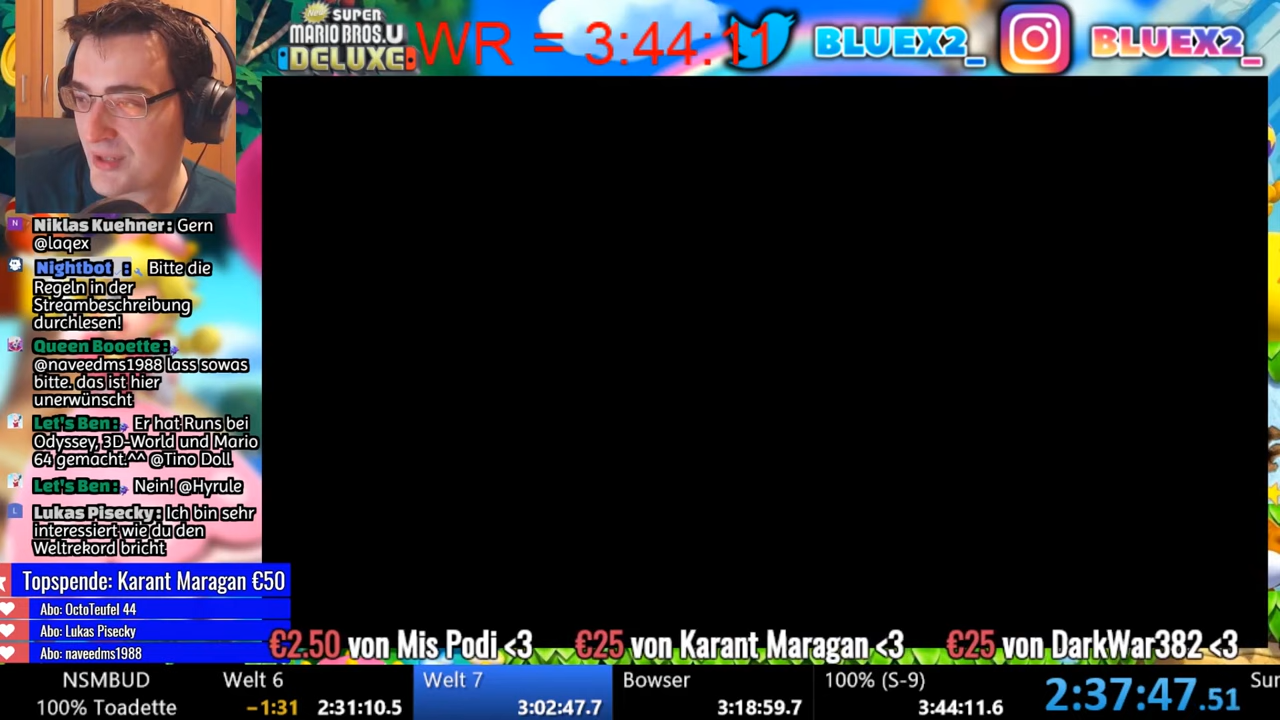 NEW
SUPER
MARIO BROS. U
DELUXE
WR = 3:44:11
BLUEX2_
BLUEX2_
Niklas Kuehner: Gern
@laqex
Nightbot : Bitte die
Regeln in der
Streambeschreibung
durchlesen!
Queen Booette:
@naveedms1988 lass sowas
bitte. das ist hier
unerwünscht
Let's Ben: Er hat Runs bei
Odyssey, 3D-World und Mario
64 gemacht.^^ @Tino Doll
Let's Ben: Nein! @Hyrule
Lukas Pisecky: Ich bin sehr
interessiert wie du den
Weltrekord bricht
Topspende: Karant Maragan €50
Abo: OctoTeufel 44
Abo: Lukas Pisecky
Abo: naveedms1988
€2.50 von Mis Podi <3 €25 von Karant Maragan <3 €25 von DarkWar382 <3
NSMBUD Welt 6 Welt 7 Bowser 100% (S-9) Sur
100% Toadette -1:31 2:31:10.5 3:02:47.7 3:18:59.7 3:44:11.6 2:37:47.51